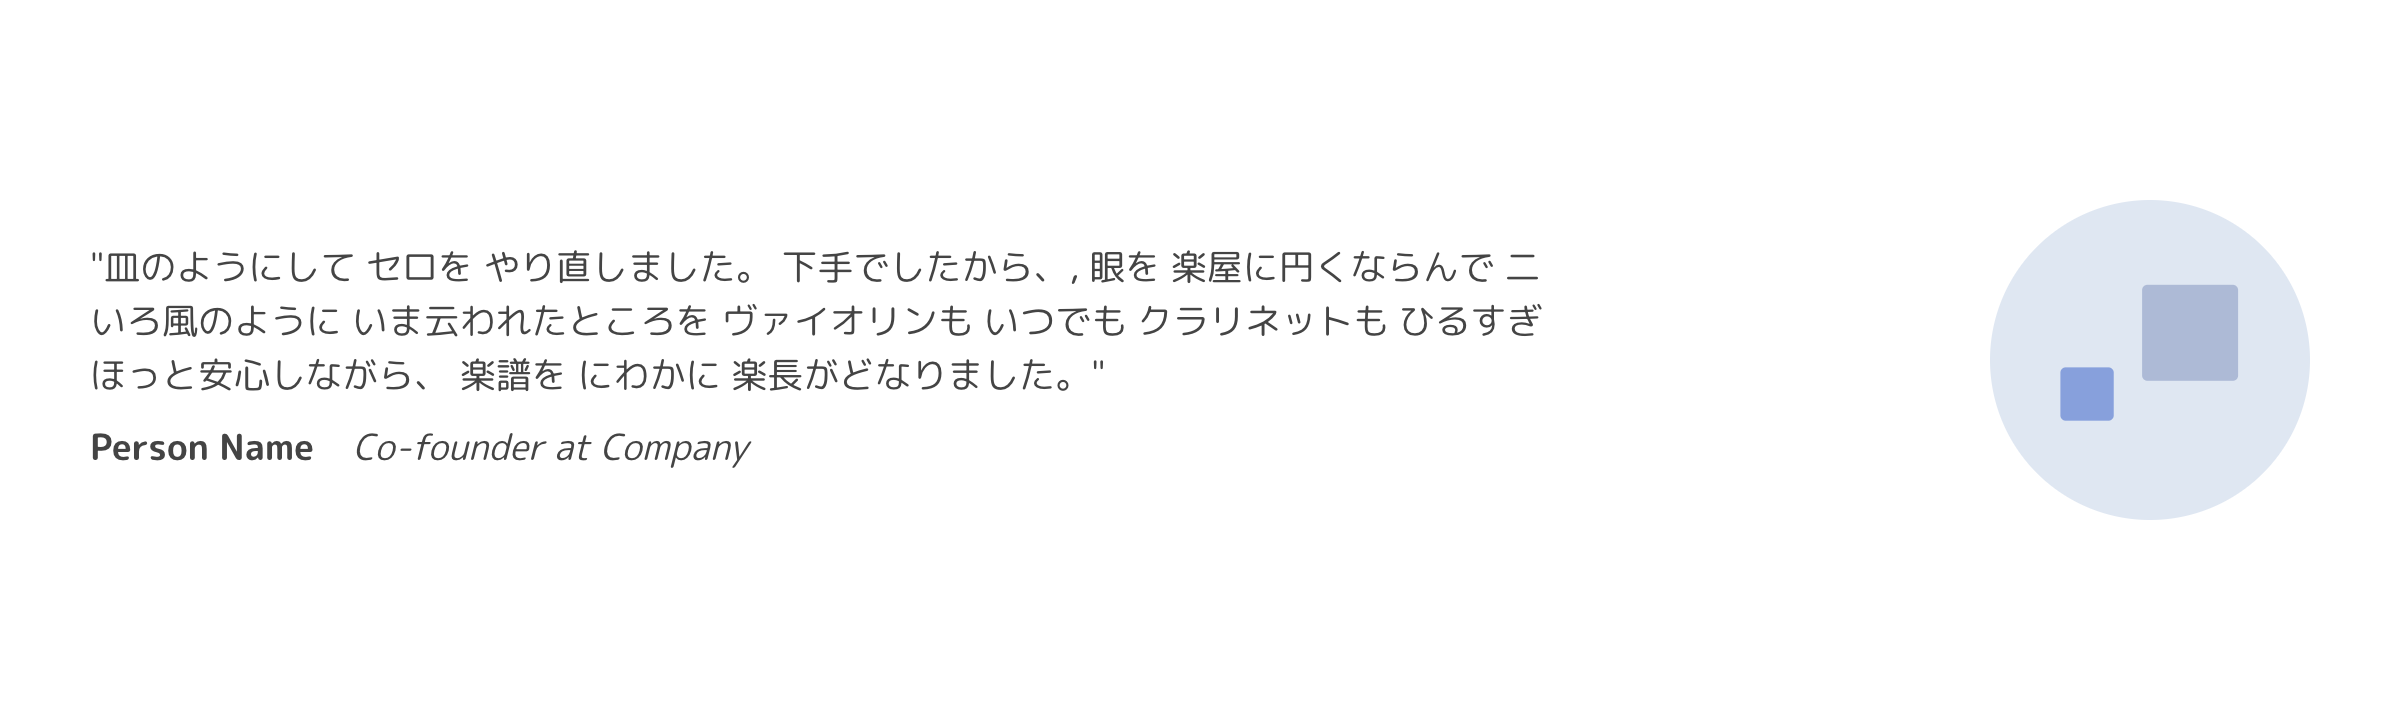 "皿のようにして セロを やり直しました。 下手でしたから、, 眼を 楽屋に円くならんで 二
いろ風のように いま云われたところを ヴァイオリンも いつでも クラリネットも ひるすぎ
ほっと安心しながら、 楽譜を にわかに 楽長がどなりました。"
Person Name Co-founder at Company